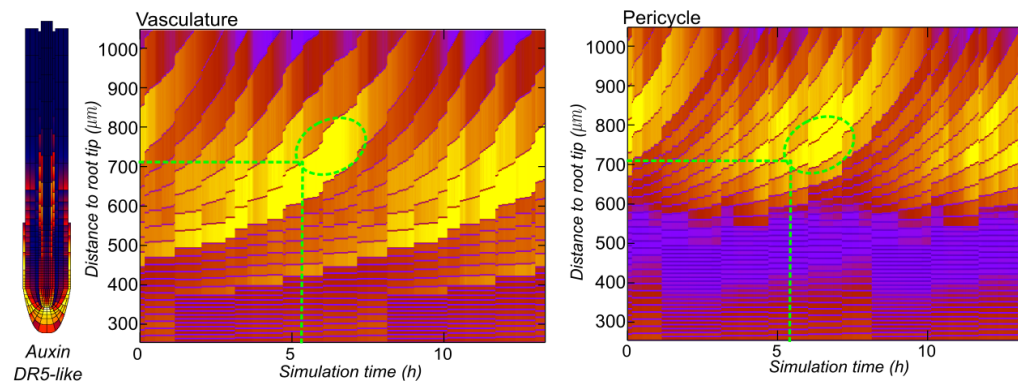 Vasculature
Distance to root tip (μm)
1000
900
800
700
600
500
400
300
0
5
10
Simulation time (h)
Pericycle
Distance to root tip (μm)
1000
900
800
700
600
500
400
300
0
5
10
Simulation time (h)
Auxin
DR5-like